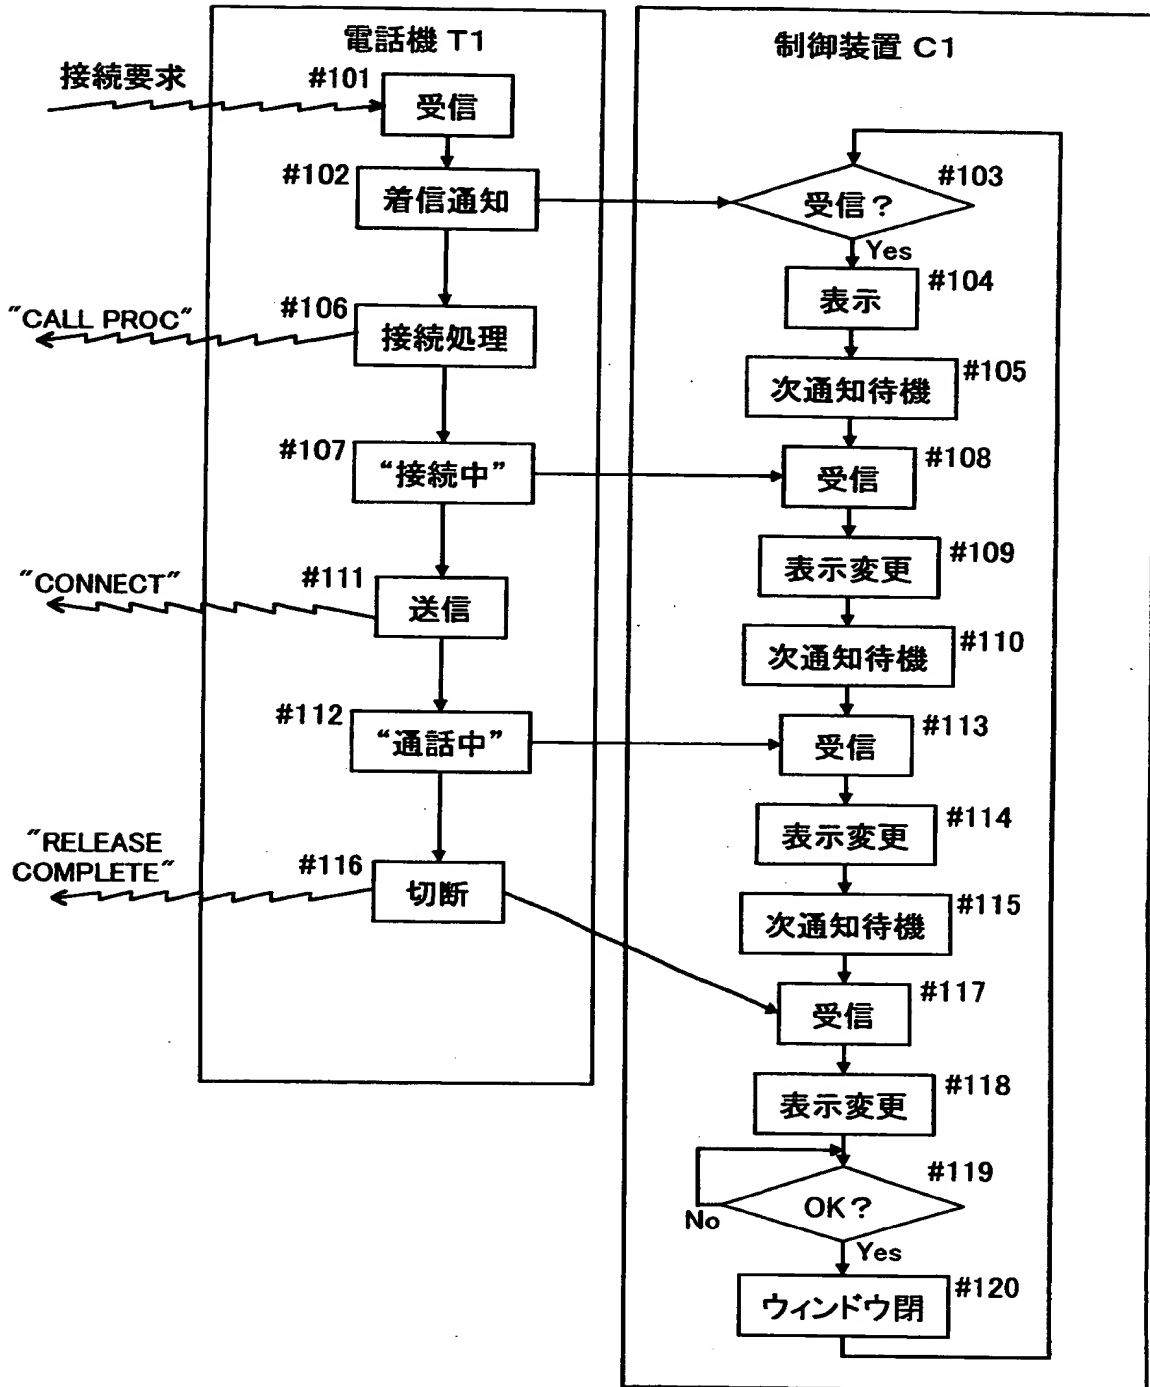 電話機 T1
接続要求
#101
受信
#102
着信通知
"CALL PROC"
#106
接続処理
#107
“接続中”
"CONNECT"
#111
送信
#112
“通話中”
"RELEASE
COMPLETE"
#116
切断
制御装置 C1
#103
受信？
Yes
#104
表示
#105
次通知待機
#108
受信
#109
表示変更
#110
次通知待機
#113
受信
#114
表示変更
#115
次通知待機
#117
受信
#118
表示変更
#119
OK？
No
Yes
#120
ウィンドウ閉